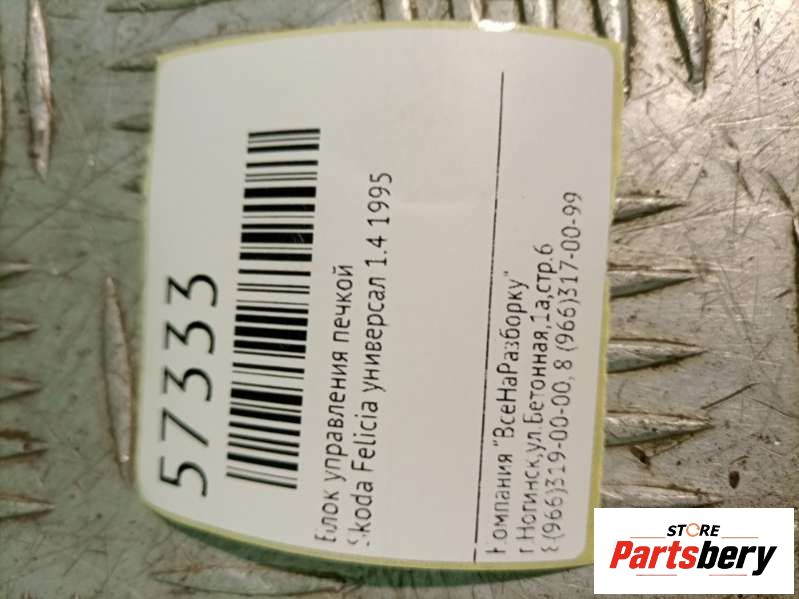 57333
Блок управления печкой
Skoda Felicia универсал 1.4 1995
Компания "ВсеНаРазборку"
г.Ногинск,ул.Бетонная,1а,стр.6
8(966)319-00-00, 8 (966)317-00-99
STORE
Partsbery